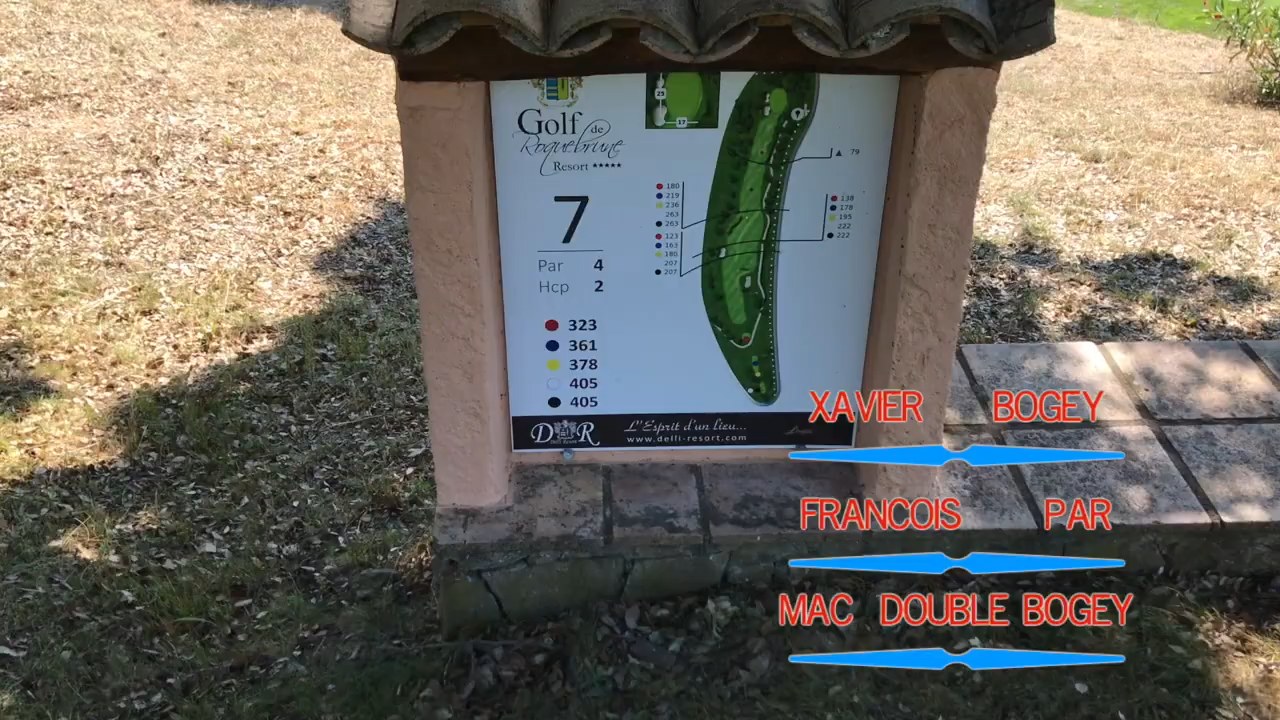 Golf de
Roquebrune
Resort ★★★★★
7
Par 4
Hcp 2
323
361
378
405
405
23
17
79
180
219
236
263
263
123
163
180
207
207
138
178
195
222
222
D R
L'Esprit d'un lieu...
www.delli-resort.com
XAVIER BOGEY
FRANCOIS PAR
MAC DOUBLE BOGEY